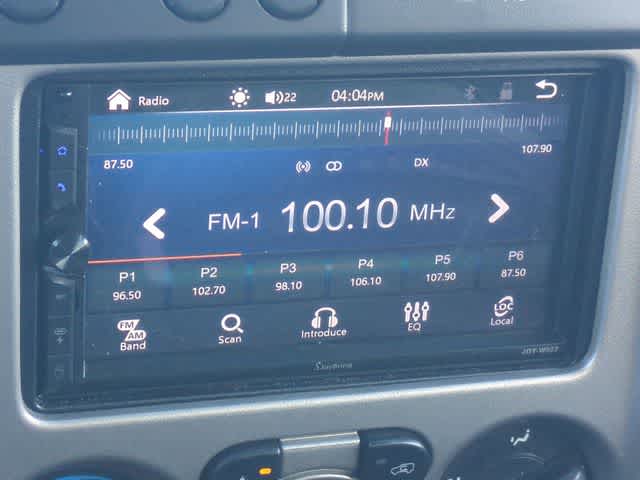 Radio 22 04:04PM
87.50 107.90
DX
FM-1 100.10 MHz
P1 P2 P3 P4 P5 P6
96.50 102.70 98.10 106.10 107.90 87.50
FM AM LOC
Band Scan Introduce EQ Local